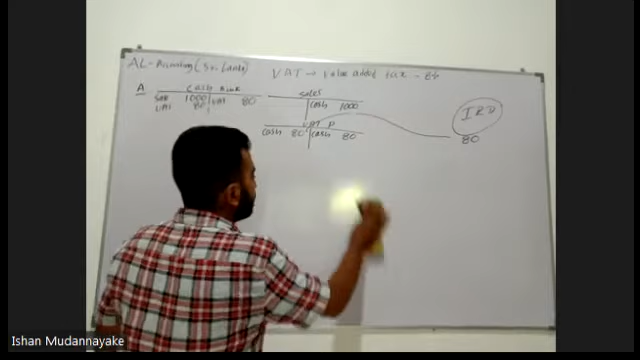 AL - Accounting (Sri Lanka)
VAT → Value added tax - 8%
A
Cash Book
Sales 1000 VAT 80
VAT 80
Sales
Cash 1000
VAT P
Cash 80 Cash 80
IRD
80
Ishan Mudannayake